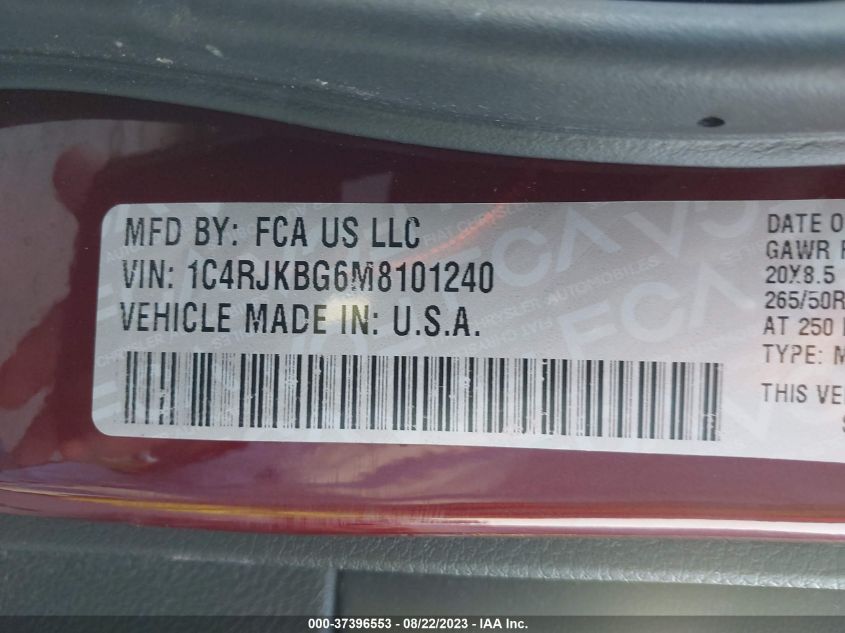 MFD BY: FCA US LLC
VIN: 1C4RJKBG6M8101240
VEHICLE MADE IN: U.S.A.
DATE O
GAWR
20X8.5
265/50R
AT 250
TYPE: M
THIS VE
000-37396553 - 08/22/2023 - IAA Inc.